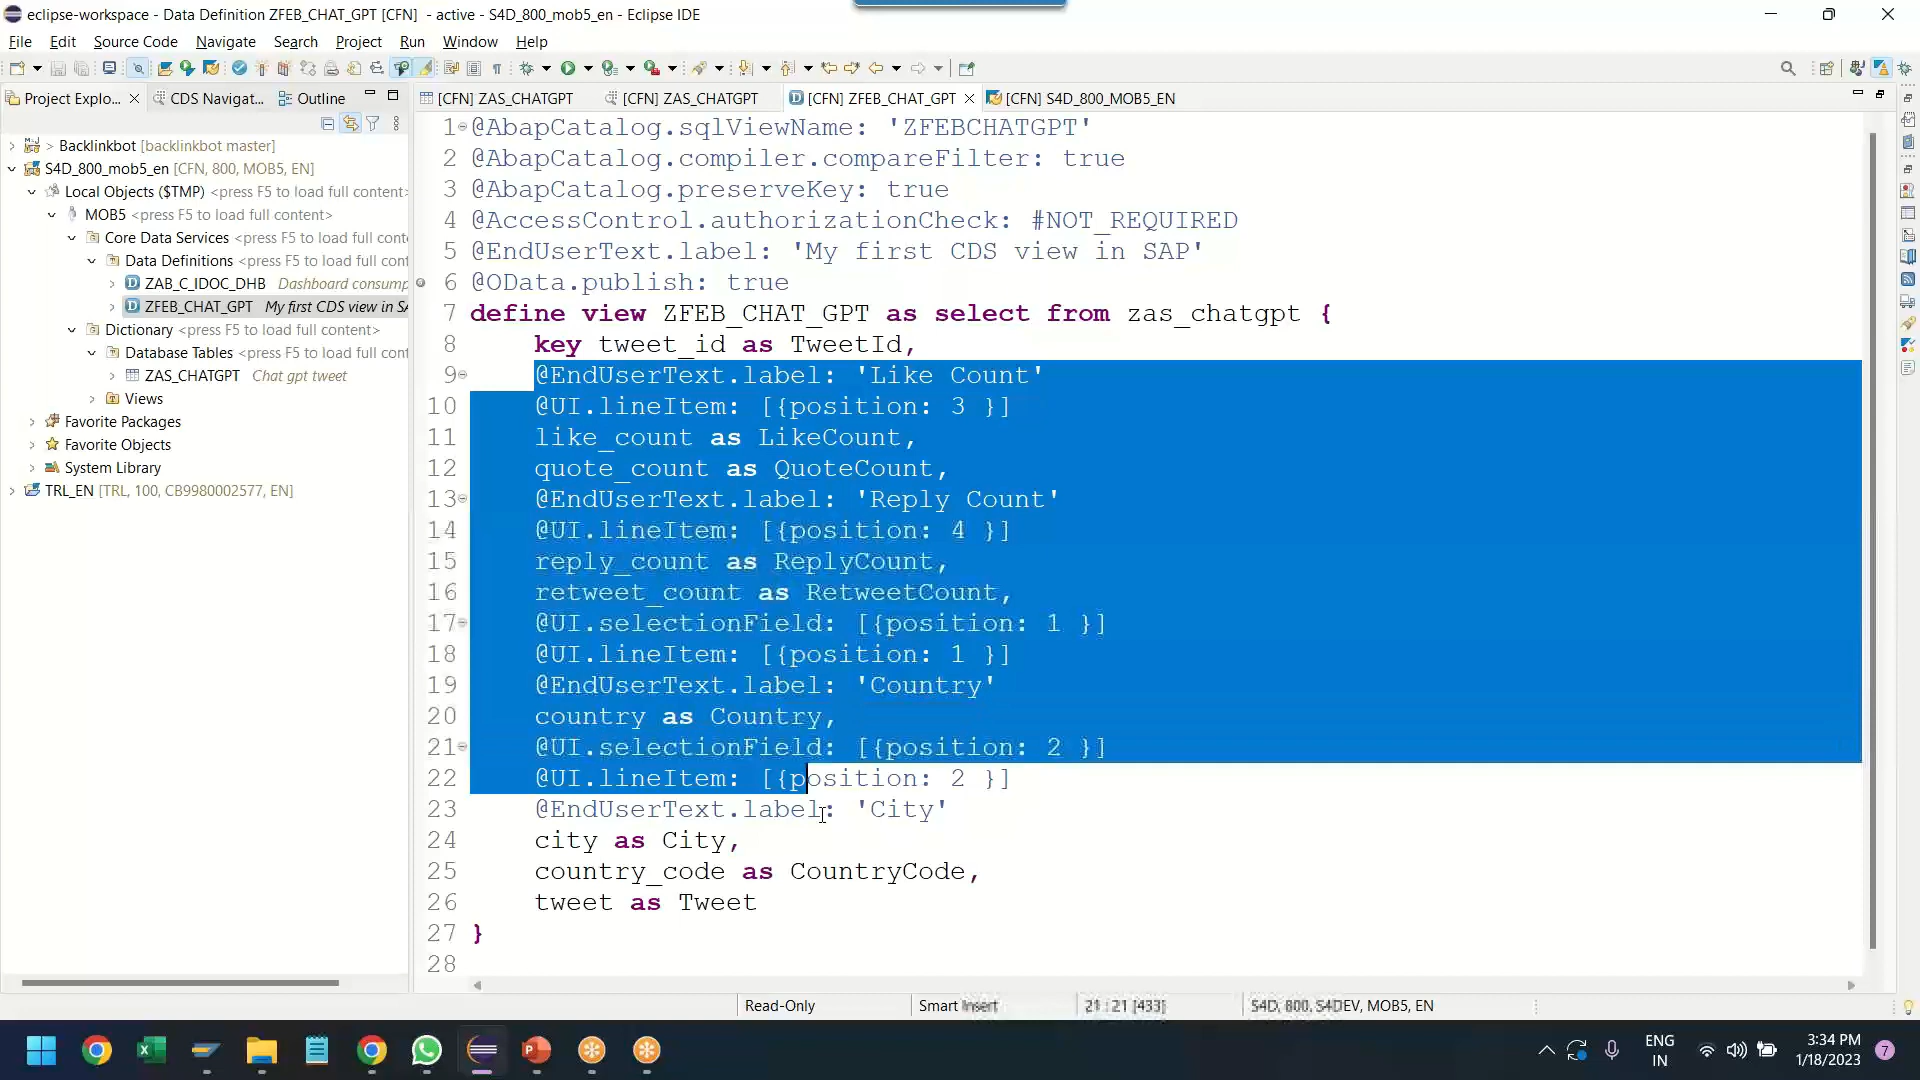 eclipse-workspace - Data Definition ZFEB_CHAT_GPT [CFN] - active - S4D_800_mob5_en - Eclipse IDE
File Edit Source Code Navigate Search Project Run Window Help
Project Explo... CDS Navigat... Outline
[CFN] ZAS_CHATGPT [CFN] ZAS_CHATGPT [CFN] ZFEB_CHAT_GPT [CFN] S4D_800_MOB5_EN
> Backlinkbot [backlinkbot master]
S4D_800_mob5_en [CFN, 800, MOB5, EN]
Local Objects ($TMP) <press F5 to load full content>
MOB5 <press F5 to load full content>
Core Data Services <press F5 to load full cont
Data Definitions <press F5 to load full con
ZAB_C_IDOC_DHB Dashboard consump
ZFEB_CHAT_GPT My first CDS view in SA
Dictionary <press F5 to load full content>
Database Tables <press F5 to load full cont
ZAS_CHATGPT Chat gpt tweet
Views
Favorite Packages
Favorite Objects
System Library
TRL_EN [TRL, 100, CB9980002577, EN]
1 @AbapCatalog.sqlViewName: 'ZFEBCHATGPT'
2 @AbapCatalog.compiler.compareFilter: true
3 @AbapCatalog.preserveKey: true
4 @AccessControl.authorizationCheck: #NOT_REQUIRED
5 @EndUserText.label: 'My first CDS view in SAP'
6 @OData.publish: true
7 define view ZFEB_CHAT_GPT as select from zas_chatgpt {
8 key tweet_id as TweetId,
9 @EndUserText.label: 'Like Count'
10 @UI.lineItem: [{position: 3 }]
11 like_count as LikeCount,
12 quote_count as QuoteCount,
13 @EndUserText.label: 'Reply Count'
14 @UI.lineItem: [{position: 4 }]
15 reply_count as ReplyCount,
16 retweet_count as RetweetCount,
17 @UI.selectionField: [{position: 1 }]
18 @UI.lineItem: [{position: 1 }]
19 @EndUserText.label: 'Country'
20 country as Country,
21 @UI.selectionField: [{position: 2 }]
22 @UI.lineItem: [{position: 2 }]
23 @EndUserText.label: 'City'
24 city as City,
25 country_code as CountryCode,
26 tweet as Tweet
27 }
28
Read-Only Smart Insert 21 : 21 [433] S4D, 800, S4DEV, MOB5, EN
ENG
IN
3:34 PM
1/18/2023
7